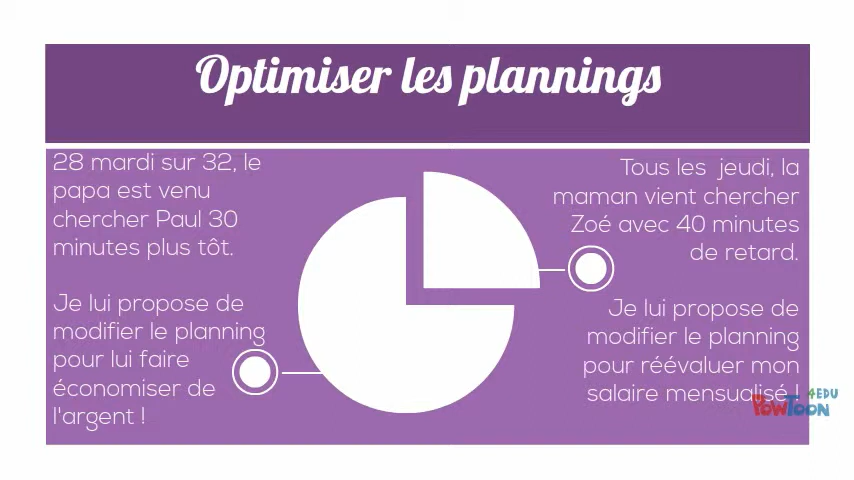 Optimiser les plannings
28 mardi sur 32, le
papa est venu
chercher Paul 30
minutes plus tôt.
Je lui propose de
modifier le planning
pour lui faire
économiser de
l'argent !
Tous les  jeudi, la
maman vient chercher
Zoé avec 40 minutes
de retard.
Je lui propose de
modifier le planning
pour réévaluer mon
salaire mensualisé !
4EDU
POWTOON